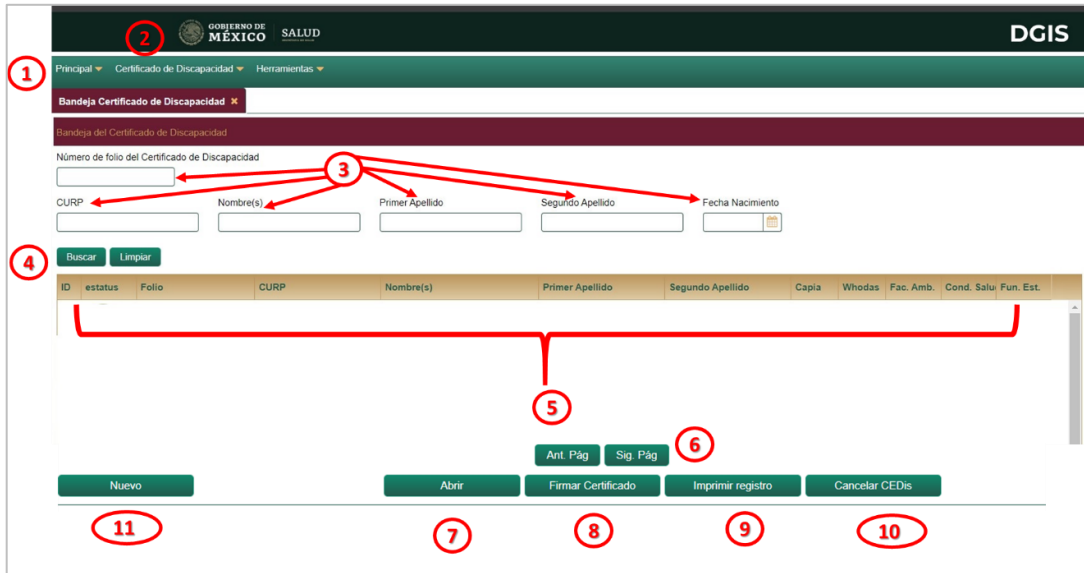 GOBIERNO DE
MÉXICO
SALUD
DGIS
2
1
Principal Certificado de Discapacidad Herramientas
Bandeja Certificado de Discapacidad ×
Bandeja del Certificado de Discapacidad
Número de folio del Certificado de Discapacidad
3
CURP Nombre(s) Primer Apellido Segundo Apellido Fecha Nacimiento
4
Buscar Limpiar
ID estatus Folio CURP Nombre(s) Primer Apellido Segundo Apellido Capia Whodas Fac. Amb. Cond. Salu Fun. Est.
5
Ant. Pág Sig. Pág 6
Nuevo Abrir Firmar Certificado Imprimir registro Cancelar CEDis
11 7 8 9 10